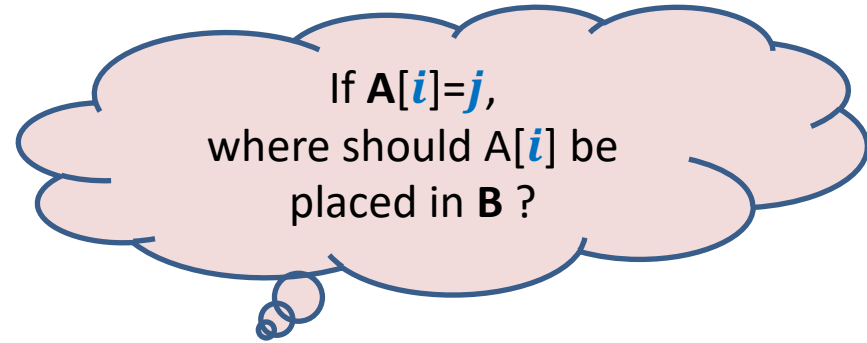 If A[i]=j,
where should A[i] be
placed in B ?